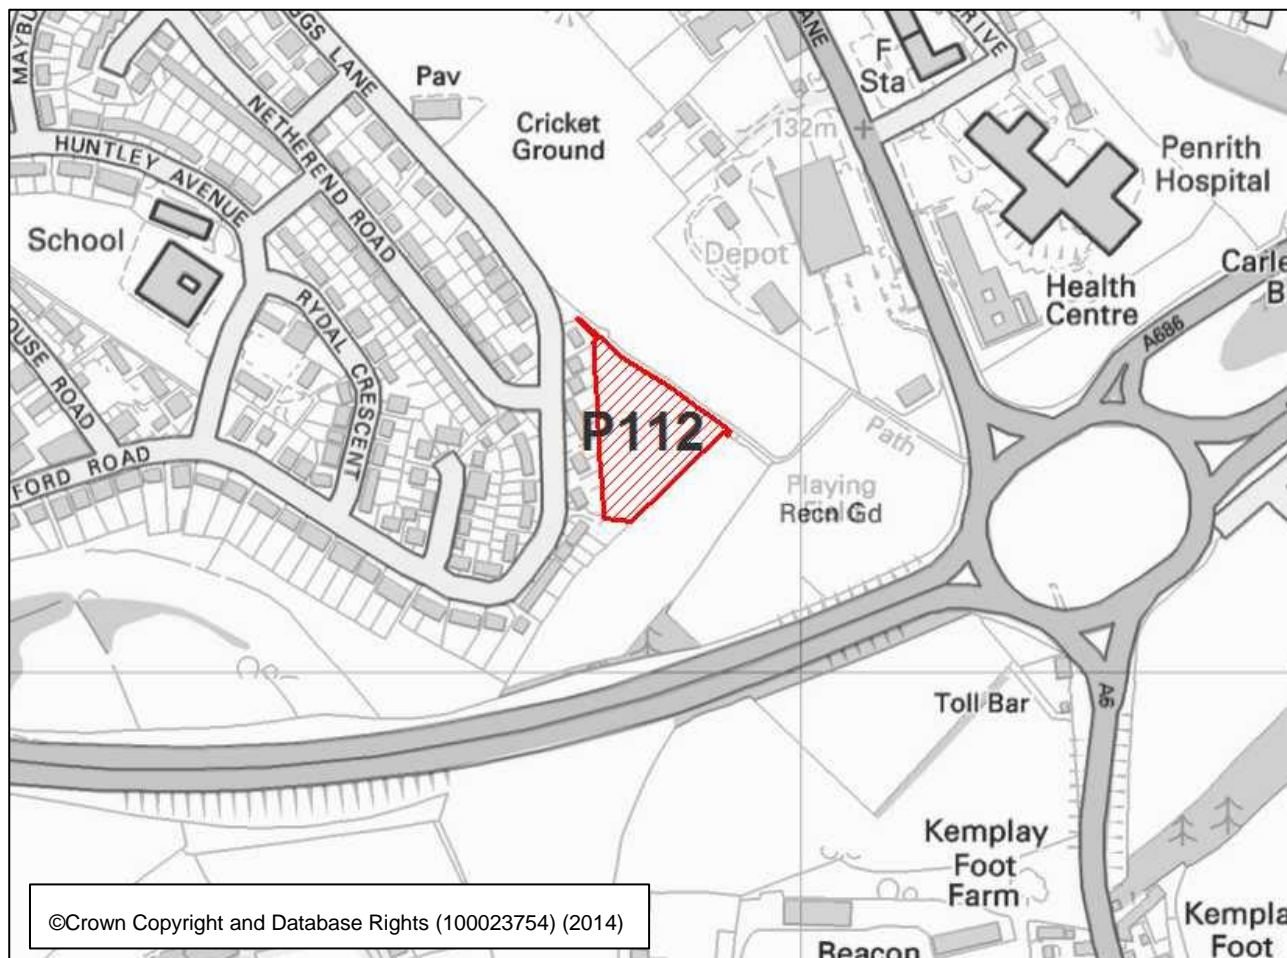 MAYBU
GGS LANE
Pav
NETHEREND ROAD
HUNTLEY AVENUE
School
RYDAL CRESCENT
OUSE ROAD
FORD ROAD
Cricket
Ground
ANE
F
Sta
RIVE
132m
Depot
Penrith
Hospital
Health
Centre
Carle
B
A686
P112
Path
Playing
Recn Gd
Toll Bar
A6
Kemplay
Foot
Farm
Kempla
Foot
Beacon
©Crown Copyright and Database Rights (100023754) (2014)